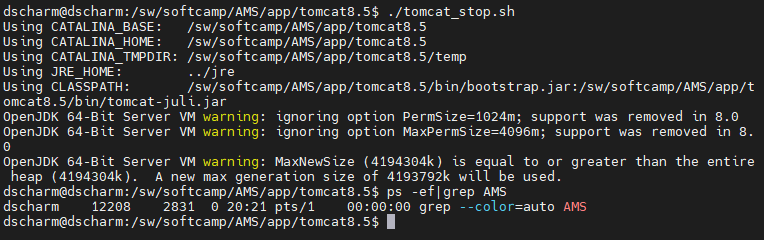 dscharm@dscharm:/sw/softcamp/AMS/app/tomcat8.5$ ./tomcat_stop.sh
Using CATALINA_BASE:   /sw/softcamp/AMS/app/tomcat8.5
Using CATALINA_HOME:   /sw/softcamp/AMS/app/tomcat8.5
Using CATALINA_TMPDIR: /sw/softcamp/AMS/app/tomcat8.5/temp
Using JRE_HOME:        ../jre
Using CLASSPATH:       /sw/softcamp/AMS/app/tomcat8.5/bin/bootstrap.jar:/sw/softcamp/AMS/app/t
omcat8.5/bin/tomcat-juli.jar
OpenJDK 64-Bit Server VM warning: ignoring option PermSize=1024m; support was removed in 8.0
OpenJDK 64-Bit Server VM warning: ignoring option MaxPermSize=4096m; support was removed in 8.
0
OpenJDK 64-Bit Server VM warning: MaxNewSize (4194304k) is equal to or greater than the entire
 heap (4194304k).  A new max generation size of 4193792k will be used.
dscharm@dscharm:/sw/softcamp/AMS/app/tomcat8.5$ ps -ef|grep AMS
dscharm    12208    2831  0 20:21 pts/1    00:00:00 grep --color=auto AMS
dscharm@dscharm:/sw/softcamp/AMS/app/tomcat8.5$